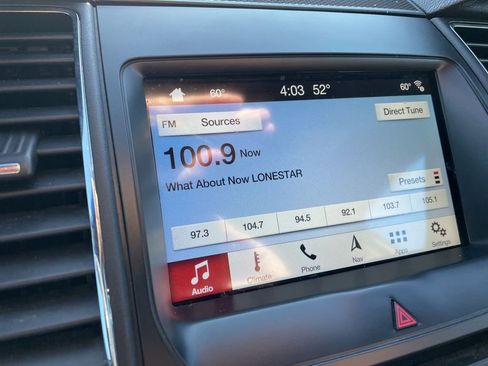 60° 4:03 52° 60°
FM Sources Direct Tune
100.9 Now
What About Now LONESTAR
Presets
97.3 104.7 94.5 92.1 103.7 105.1
Audio Climate Phone Nav Apps Settings